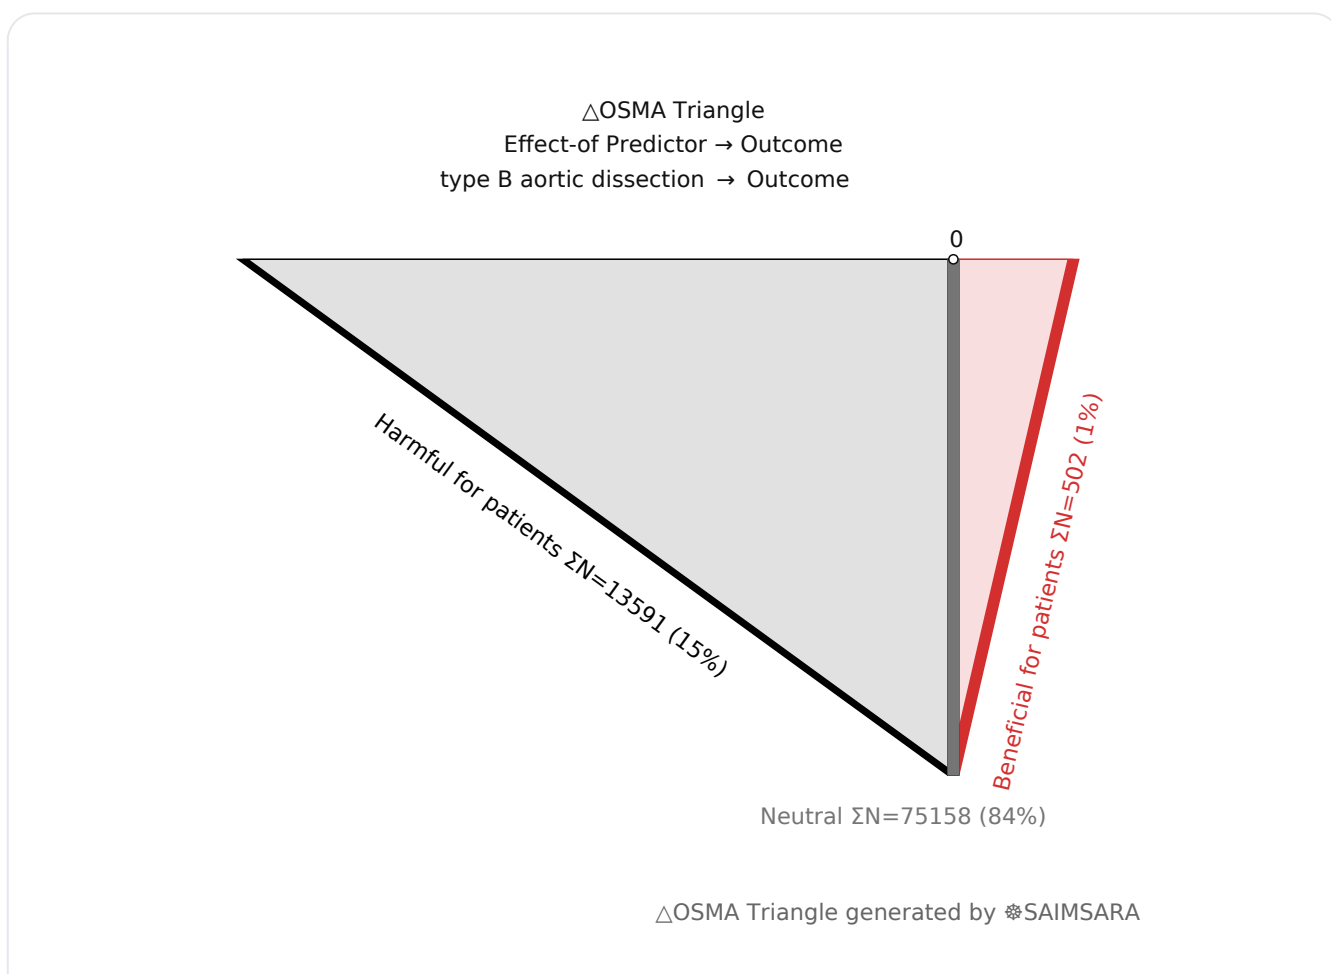 △OSMA Triangle
Effect-of Predictor → Outcome
type B aortic dissection → Outcome
0
Harmful for patients ΣN=13591 (15%)
Beneficial for patients ΣN=502 (1%)
Neutral ΣN=75158 (84%)
△OSMA Triangle generated by ☸SAIMSARA